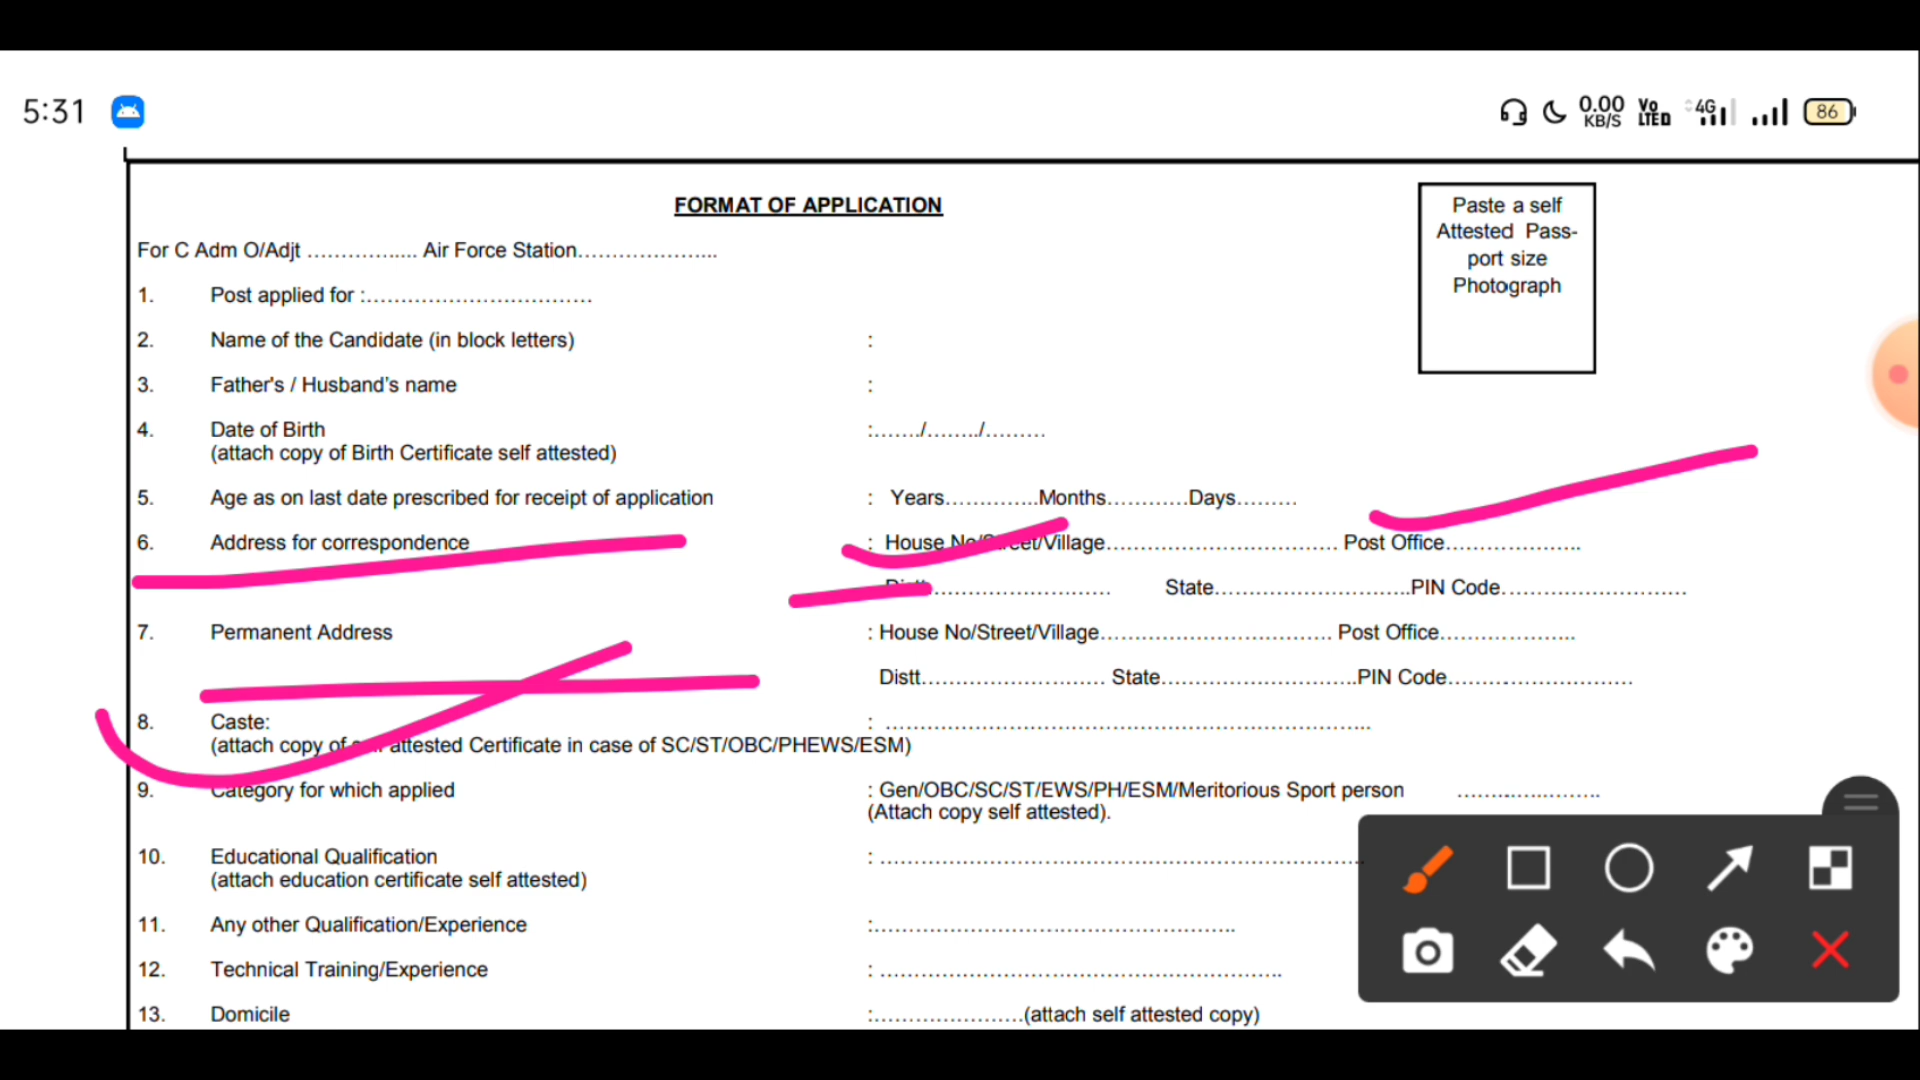 5:31
0.00 KB/S Vo LTE 4G 86
FORMAT OF APPLICATION
Paste a self
Attested Pass-
port size
Photograph
For C Adm O/Adjt ................ Air Force Station....................
1. Post applied for :.................................
2. Name of the Candidate (in block letters) :
3. Father's / Husband's name :
4. Date of Birth :......./......../.........
(attach copy of Birth Certificate self attested)
5. Age as on last date prescribed for receipt of application : Years..............Months............Days.........
6. Address for correspondence : House No/Street/Village.................................. Post Office....................
Distt.......................... State.............................PIN Code...........................
7. Permanent Address : House No/Street/Village.................................. Post Office....................
Distt........................... State.............................PIN Code...........................
8. Caste: : ......................................................................
(attach copy of self attested Certificate in case of SC/ST/OBC/PHEWS/ESM)
9. Category for which applied : Gen/OBC/SC/ST/EWS/PH/ESM/Meritorious Sport person .....................
(Attach copy self attested).
10. Educational Qualification : ......................................................................
(attach education certificate self attested)
11. Any other Qualification/Experience :.....................................................
12. Technical Training/Experience : ..........................................................
13. Domicile :......................(attach self attested copy)